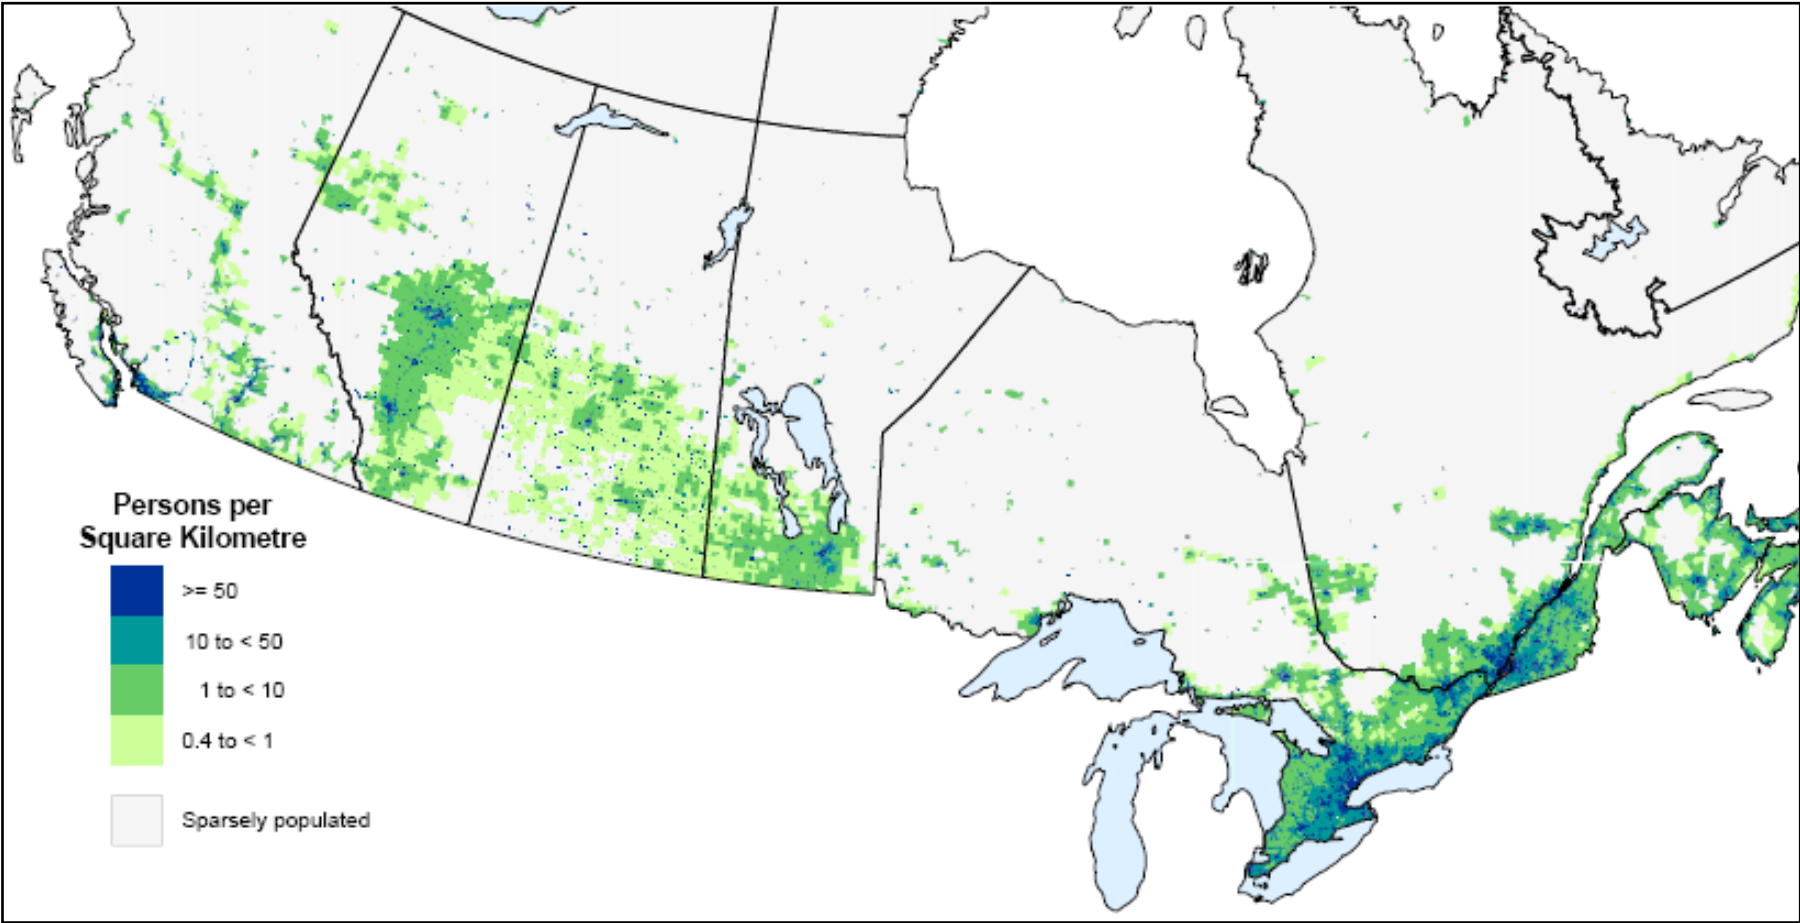 Persons per
Square Kilometre
>= 50
10 to < 50
1 to < 10
0.4 to < 1
Sparsely populated